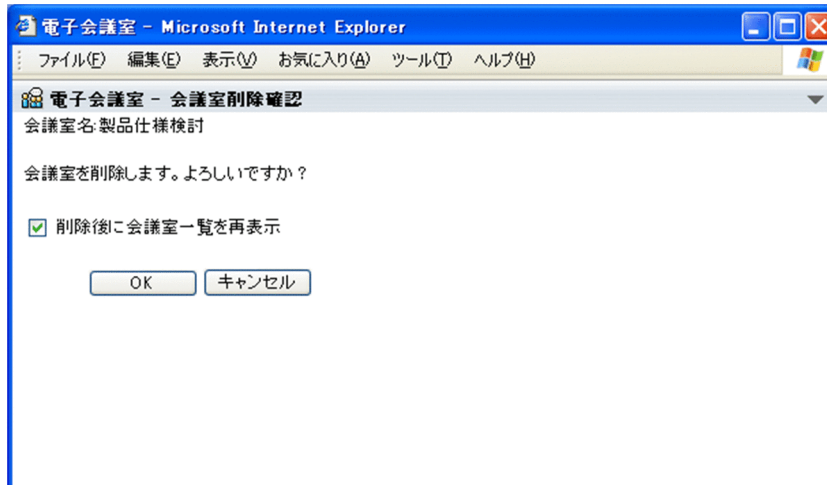 電子会議室 - Microsoft Internet Explorer
ファイル(F) 編集(E) 表示(V) お気に入り(A) ツール(T) ヘルプ(H)
電子会議室 - 会議室削除確認
会議室名:製品仕様検討
会議室を削除します。よろしいですか？
削除後に会議室一覧を再表示
OK キャンセル